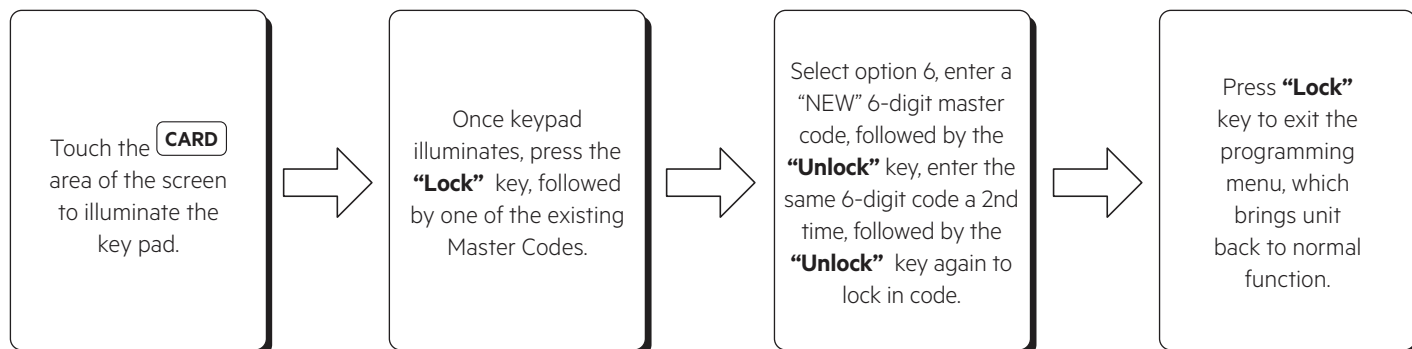 Touch the CARD
area of the screen
to illuminate the
key pad.
Once keypad
illuminates, press the
“Lock” key, followed
by one of the existing
Master Codes.
Select option 6, enter a
“NEW” 6-digit master
code, followed by the
“Unlock” key, enter the
same 6-digit code a 2nd
time, followed by the
“Unlock” key again to
lock in code.
Press “Lock”
key to exit the
programming
menu, which
brings unit
back to normal
function.